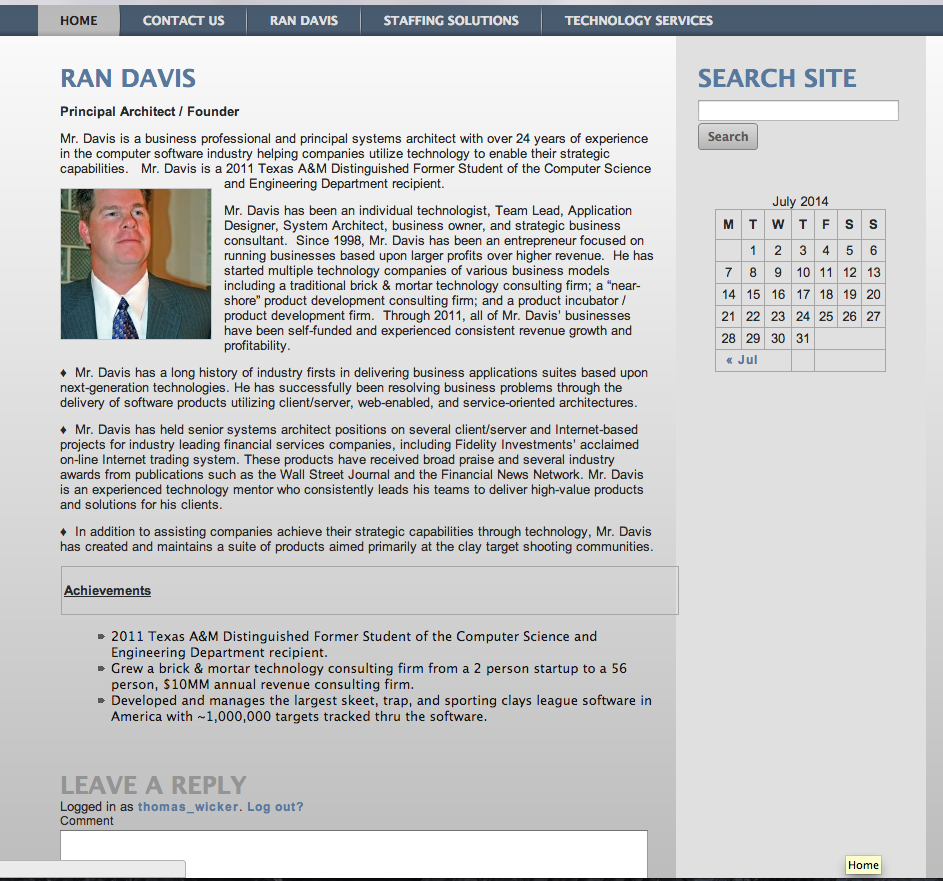 HOME CONTACT US RAN DAVIS STAFFING SOLUTIONS TECHNOLOGY SERVICES
RAN DAVIS
Principal Architect / Founder
Mr. Davis is a business professional and principal systems architect with over 24 years of experience
in the computer software industry helping companies utilize technology to enable their strategic
capabilities. Mr. Davis is a 2011 Texas A&M Distinguished Former Student of the Computer Science
and Engineering Department recipient.
Mr. Davis has been an individual technologist, Team Lead, Application
Designer, System Architect, business owner, and strategic business
consultant. Since 1998, Mr. Davis has been an entrepreneur focused on
running businesses based upon larger profits over higher revenue. He has
started multiple technology companies of various business models
including a traditional brick & mortar technology consulting firm; a “near-
shore” product development consulting firm; and a product incubator /
product development firm. Through 2011, all of Mr. Davis’ businesses
have been self-funded and experienced consistent revenue growth and
profitability.
♦ Mr. Davis has a long history of industry firsts in delivering business applications suites based upon
next-generation technologies. He has successfully been resolving business problems through the
delivery of software products utilizing client/server, web-enabled, and service-oriented architectures.
♦ Mr. Davis has held senior systems architect positions on several client/server and Internet-based
projects for industry leading financial services companies, including Fidelity Investments’ acclaimed
on-line Internet trading system. These products have received broad praise and several industry
awards from publications such as the Wall Street Journal and the Financial News Network. Mr. Davis
is an experienced technology mentor who consistently leads his teams to deliver high-value products
and solutions for his clients.
♦ In addition to assisting companies achieve their strategic capabilities through technology, Mr. Davis
has created and maintains a suite of products aimed primarily at the clay target shooting communities.
Achievements
2011 Texas A&M Distinguished Former Student of the Computer Science and
Engineering Department recipient.
Grew a brick & mortar technology consulting firm from a 2 person startup to a 56
person, $10MM annual revenue consulting firm.
Developed and manages the largest skeet, trap, and sporting clays league software in
America with ~1,000,000 targets tracked thru the software.
LEAVE A REPLY
Logged in as thomas_wicker. Log out?
Comment
SEARCH SITE
Search
July 2014
M T W T F S S
1 2 3 4 5 6
7 8 9 10 11 12 13
14 15 16 17 18 19 20
21 22 23 24 25 26 27
28 29 30 31
« Jul
Home